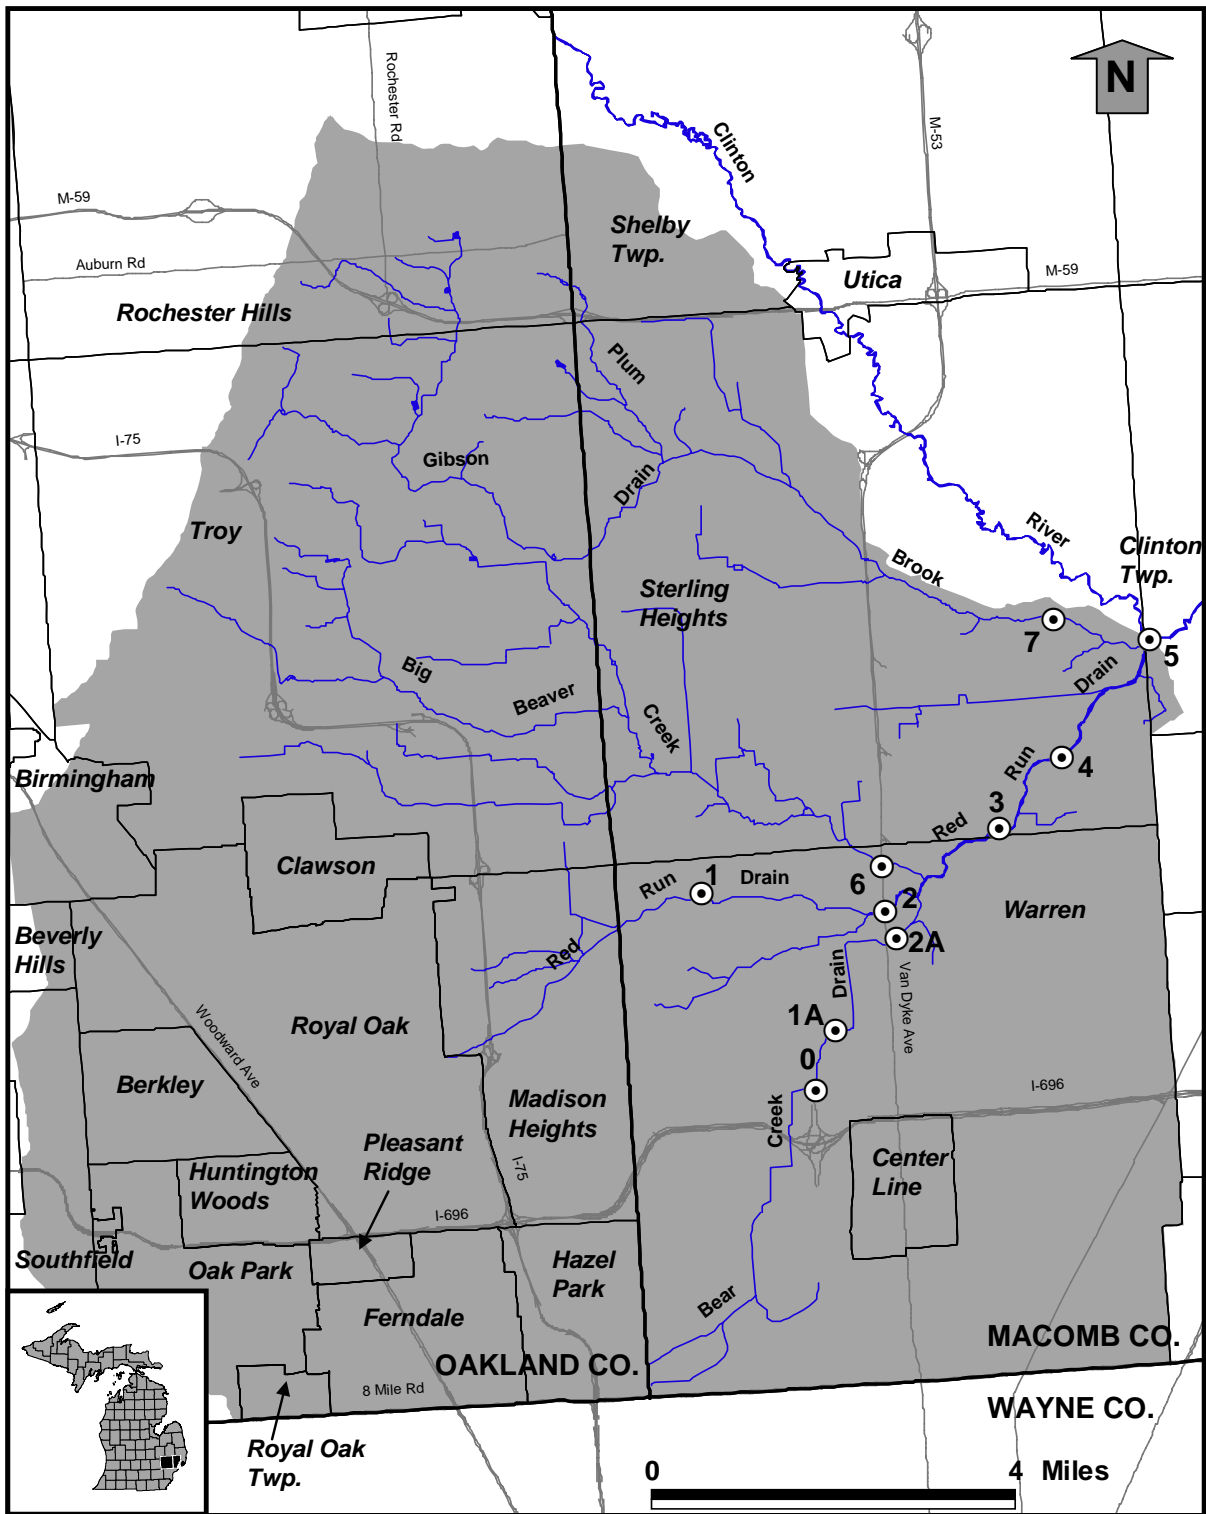 N
Rochester Rd
M-53
Clinton
M-59
Shelby
Twp.
Auburn Rd
Utica
M-59
Rochester Hills
Plum
I-75
Gibson
Drain
Troy
River
Clinton
Twp.
Brook
Sterling
Heights
7
5
Big
Beaver
Drain
Creek
Run
4
Birmingham
3
Red
Clawson
6
Run
1
Drain
2
Warren
Beverly
Hills
Red
2A
Drain
Van Dyke Ave
Royal Oak
Woodward Ave
1A
0
Berkley
Madison
Heights
I-696
Creek
Pleasant
Ridge
Huntington
Woods
I-75
Center
Line
I-696
Southfield
Oak Park
Hazel
Park
Bear
Ferndale
MACOMB CO.
OAKLAND CO.
8 Mile Rd
WAYNE CO.
Royal Oak
Twp.
0
4 Miles